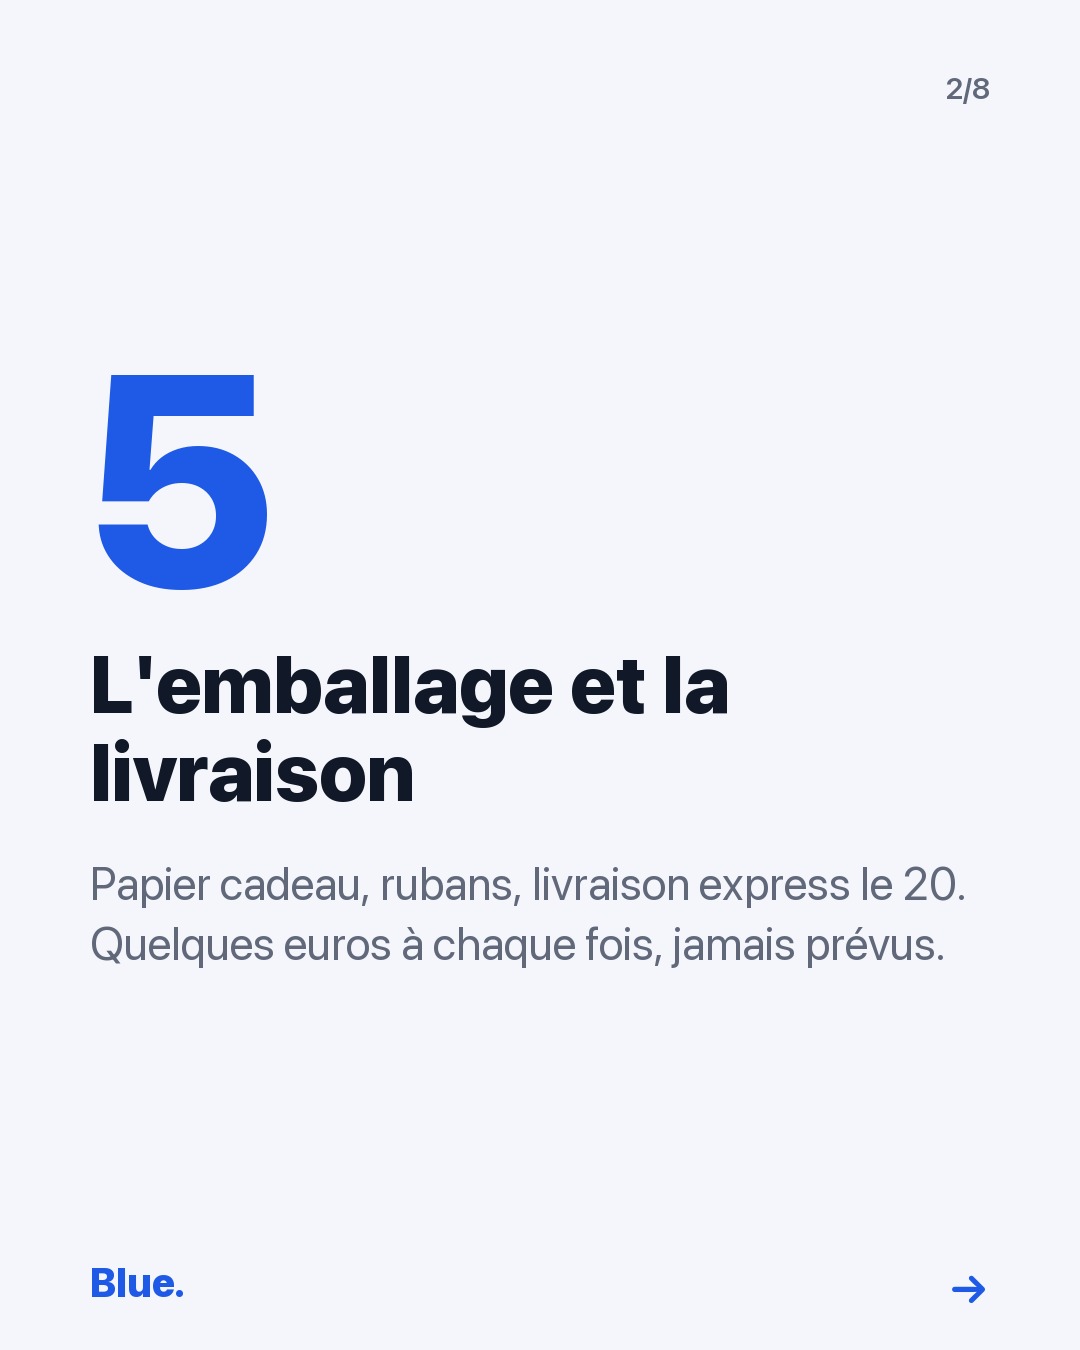 2/8
5
L'emballage et la
livraison
Papier cadeau, rubans, livraison express le 20.
Quelques euros à chaque fois, jamais prévus.
Blue.
→